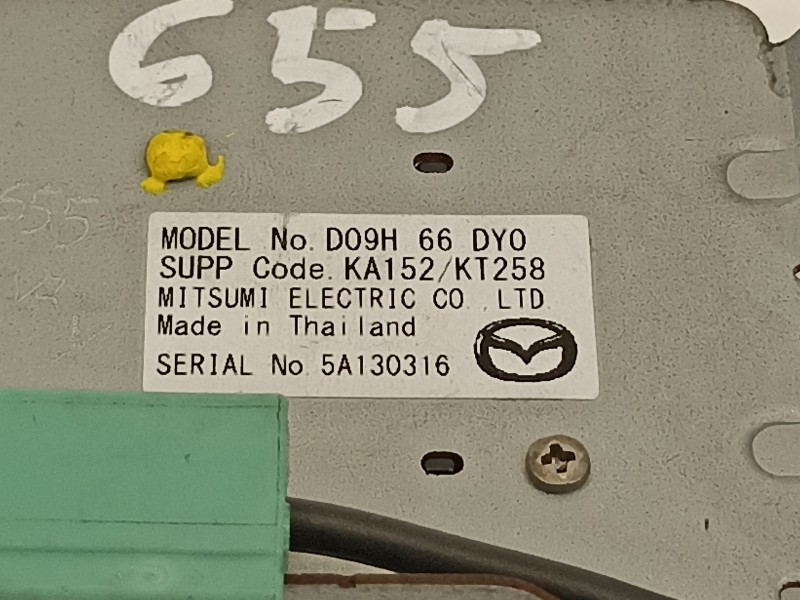 655
655
MODEL No. D09H 66 DY0
SUPP Code. KA152/KT258
MITSUMI ELECTRIC CO.,LTD.
Made in Thailand
SERIAL No. 5A130316